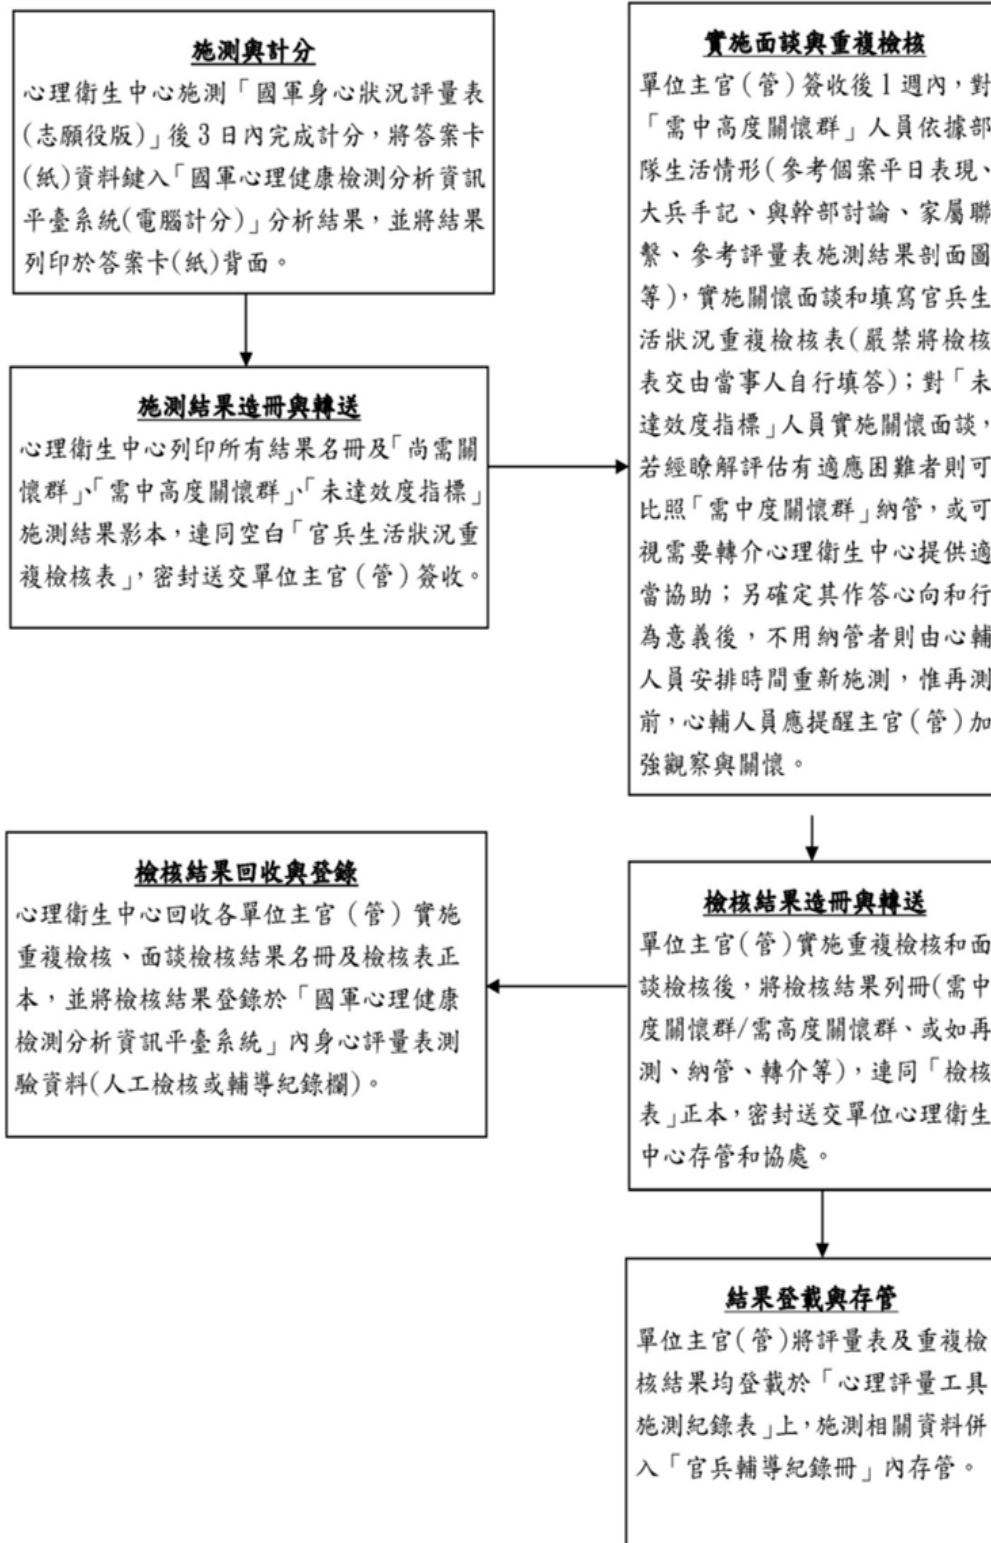 施測與計分
心理衛生中心施測「國軍身心狀況評量表
(志願役版)」後3日內完成計分，將答案卡
(紙)資料鍵入「國軍心理健康檢測分析資訊
平臺系統(電腦計分)」分析結果，並將結果
列印於答案卡(紙)背面。
施測結果造冊與轉送
心理衛生中心列印所有結果名冊及「尚需關
懷群」、「需中高度關懷群」、「未達效度指標」
施測結果影本，連同空白「官兵生活狀況重
複檢核表」，密封送交單位主官（管）簽收。
實施面談與重複檢核
單位主官（管）簽收後1週內，對
「需中高度關懷群」人員依據部
隊生活情形(參考個案平日表現、
大兵手記、與幹部討論、家屬聯
繫、參考評量表施測結果剖面圖
等)，實施關懷面談和填寫官兵生
活狀況重複檢核表(嚴禁將檢核
表交由當事人自行填答)；對「未
達效度指標」人員實施關懷面談，
若經瞭解評估有適應困難者則可
比照「需中度關懷群」納管，或可
視需要轉介心理衛生中心提供適
當協助；另確定其作答心向和行
為意義後，不用納管者則由心輔
人員安排時間重新施測，惟再測
前，心輔人員應提醒主官（管）加
強觀察與關懷。
檢核結果造冊與轉送
單位主官(管)實施重複檢核和面
談檢核後，將檢核結果列冊(需中
度關懷群/需高度關懷群、或如再
測、納管、轉介等)，連同「檢核
表」正本，密封送交單位心理衛生
中心存管和協處。
檢核結果回收與登錄
心理衛生中心回收各單位主官（管）實施
重複檢核、面談檢核結果名冊及檢核表正
本，並將檢核結果登錄於「國軍心理健康
檢測分析資訊平臺系統」內身心評量表測
驗資料(人工檢核或輔導紀錄欄)。
結果登載與存管
單位主官(管)將評量表及重複檢
核結果均登載於「心理評量工具
施測紀錄表」上，施測相關資料併
入「官兵輔導紀錄冊」內存管。